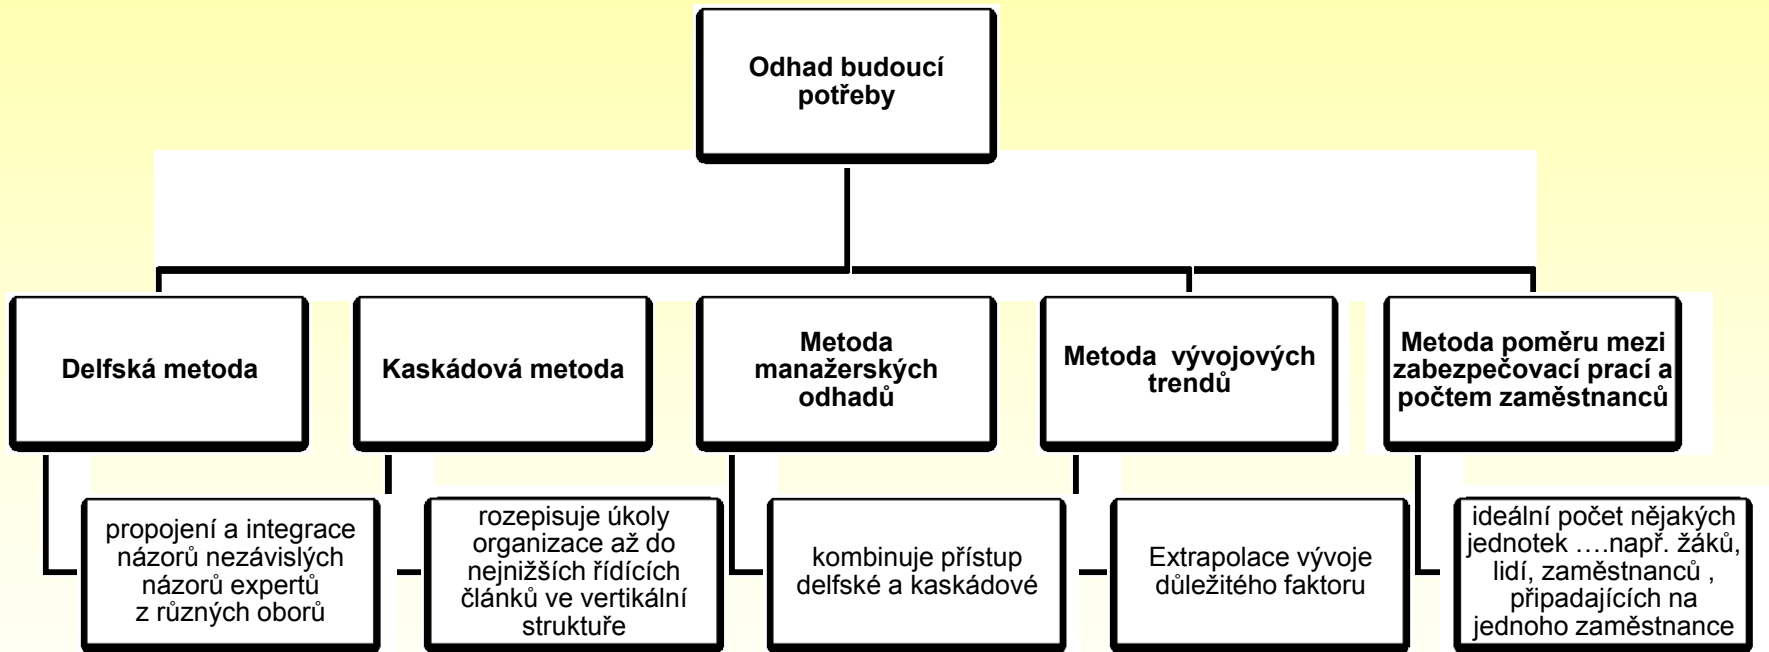 Odhad budoucí
potřeby
Delfská metoda
Kaskádová metoda
Metoda
manažerských
odhadů
Metoda  vývojových
trendů
Metoda poměru mezi
zabezpečovací prací a
počtem zaměstnanců
propojení a integrace
názorů nezávislých
názorů expertů
z různých oborů
rozepisuje úkoly
organizace až do
nejnižších řídících
článků ve vertikální
struktuře
kombinuje přístup
delfské a kaskádové
Extrapolace vývoje
důležitého faktoru
ideální počet nějakých
jednotek ….např. žáků,
lidí, zaměstnanců ,
připadajících na
jednoho zaměstnance